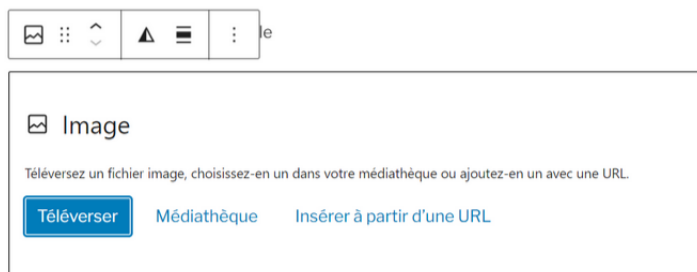 le
Image
Téléversez un fichier image, choisissez-en un dans votre médiathèque ou ajoutez-en un avec une URL.
Téléverser Médiathèque Insérer à partir d'une URL